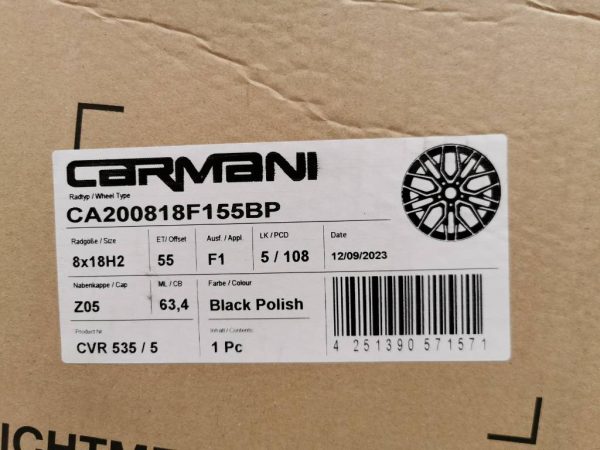 CARMANI
Radtyp / Wheel Type
CA200818F155BP
Radgöße / Size
8x18H2
ET/ Offset
55
Ausf. / Appl.
F1
LK / PCD
5 / 108
Date
12/09/2023
Nabenkappe / Cap
Z05
ML / CB
63,4
Farbe / Colour
Black Polish
Product Nr
CVR 535 / 5
Inhalt / Contents
1 Pc
4 251390 571571